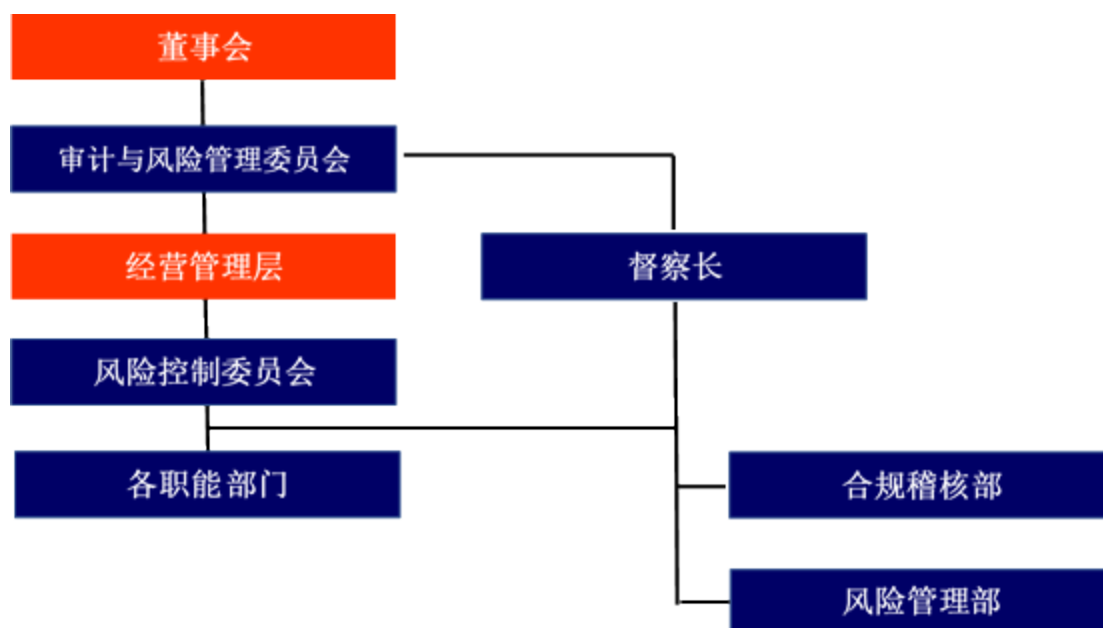 董事会
审计与风险管理委员会
经营管理层
督察长
风险控制委员会
各职能部门
合规稽核部
风险管理部